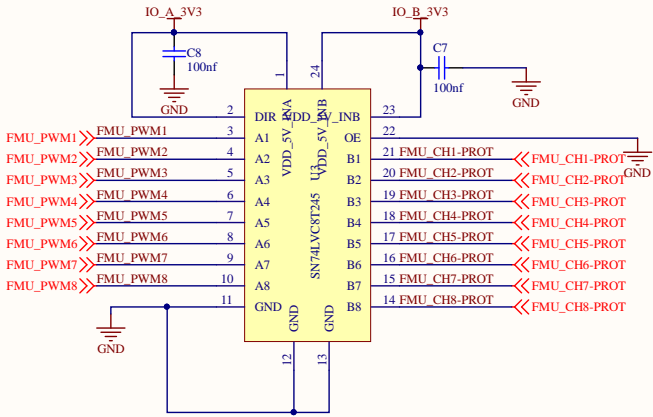 IO_A_3V3
IO_B_3V3
C8
100nf
GND
C7
100nf
GND
1
24
VDD_5V_INA
VDD_5V_INB
2 DIR VDD_5V_INB 23
FMU_PWM1 FMU_PWM1 3 A1 OE 22
FMU_PWM2 FMU_PWM2 4 A2 B1 21 FMU_CH1-PROT FMU_CH1-PROT
FMU_PWM3 FMU_PWM3 5 A3 B2 20 FMU_CH2-PROT FMU_CH2-PROT
FMU_PWM4 FMU_PWM4 6 A4 B3 19 FMU_CH3-PROT FMU_CH3-PROT
FMU_PWM5 FMU_PWM5 7 A5 B4 18 FMU_CH4-PROT FMU_CH4-PROT
FMU_PWM6 FMU_PWM6 8 A6 B5 17 FMU_CH5-PROT FMU_CH5-PROT
FMU_PWM7 FMU_PWM7 9 A7 B6 16 FMU_CH6-PROT FMU_CH6-PROT
FMU_PWM8 FMU_PWM8 10 A8 B7 15 FMU_CH7-PROT FMU_CH7-PROT
11 GND B8 14 FMU_CH8-PROT FMU_CH8-PROT
GND
SN74LVC8T245
GND
GND
GND
12
13